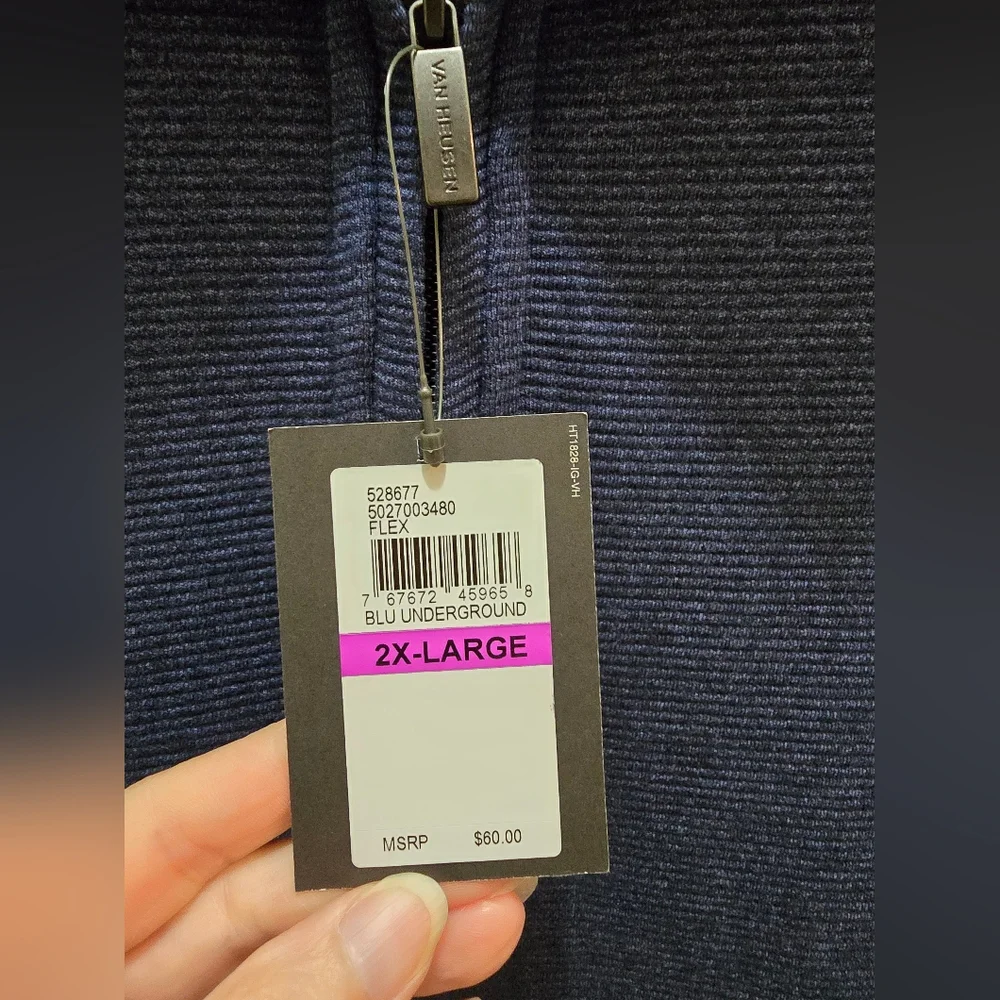 VAN HEUSEN
HT1828-IG-VH
528677
5027003480
FLEX
7 67672 45965 8
BLU UNDERGROUND
2X-LARGE
MSRP $60.00